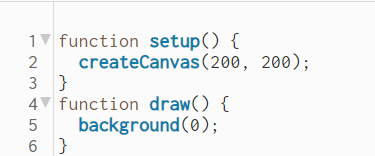 1 function setup() {
2   createCanvas(200, 200);
3 }
4 function draw() {
5   background(0);
6 }